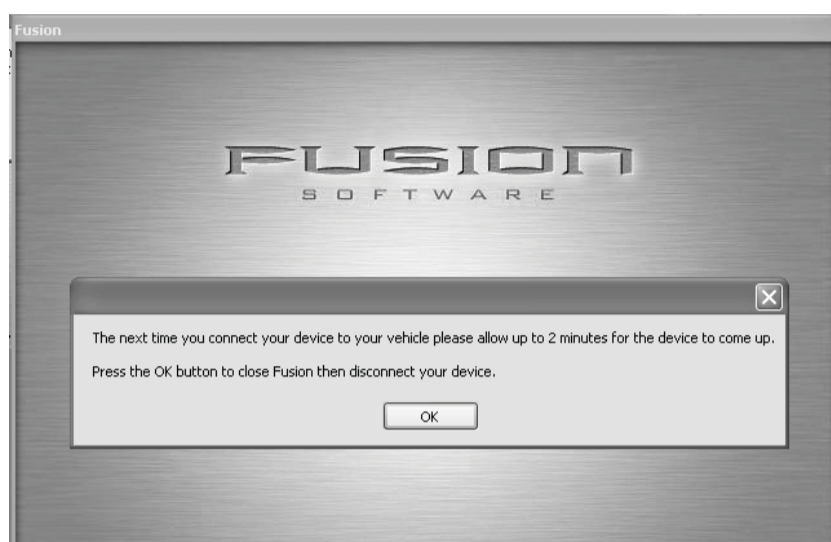 Fusion
FUSION
SOFTWARE
The next time you connect your device to your vehicle please allow up to 2 minutes for the device to come up.
Press the OK button to close Fusion then disconnect your device.
OK